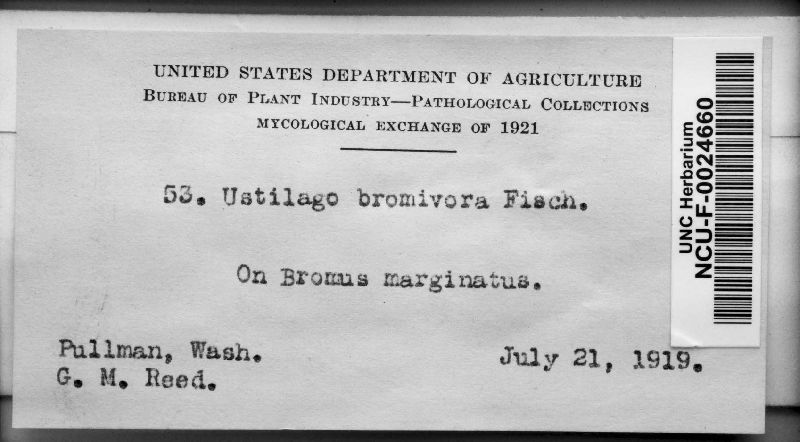 UNITED STATES DEPARTMENT OF AGRICULTURE
BUREAU OF PLANT INDUSTRY—PATHOLOGICAL COLLECTIONS
MYCOLOGICAL EXCHANGE OF 1921
53. Ustilago bromivora Fisch.
On Bromus marginatus.
Pullman, Wash.
G. M. Reed.
July 21, 1919.
UNC Herbarium
NCU-F-0024660